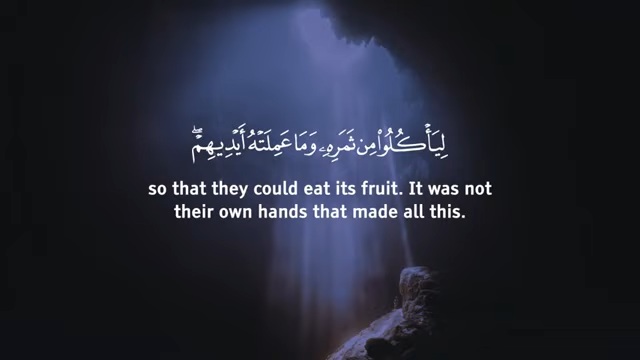 لِيَأْكُلُوا۟ مِن ثَمَرِهِۦ وَمَا عَمِلَتْهُ أَيْدِيهِمْ ۖ
so that they could eat its fruit. It was not
their own hands that made all this.